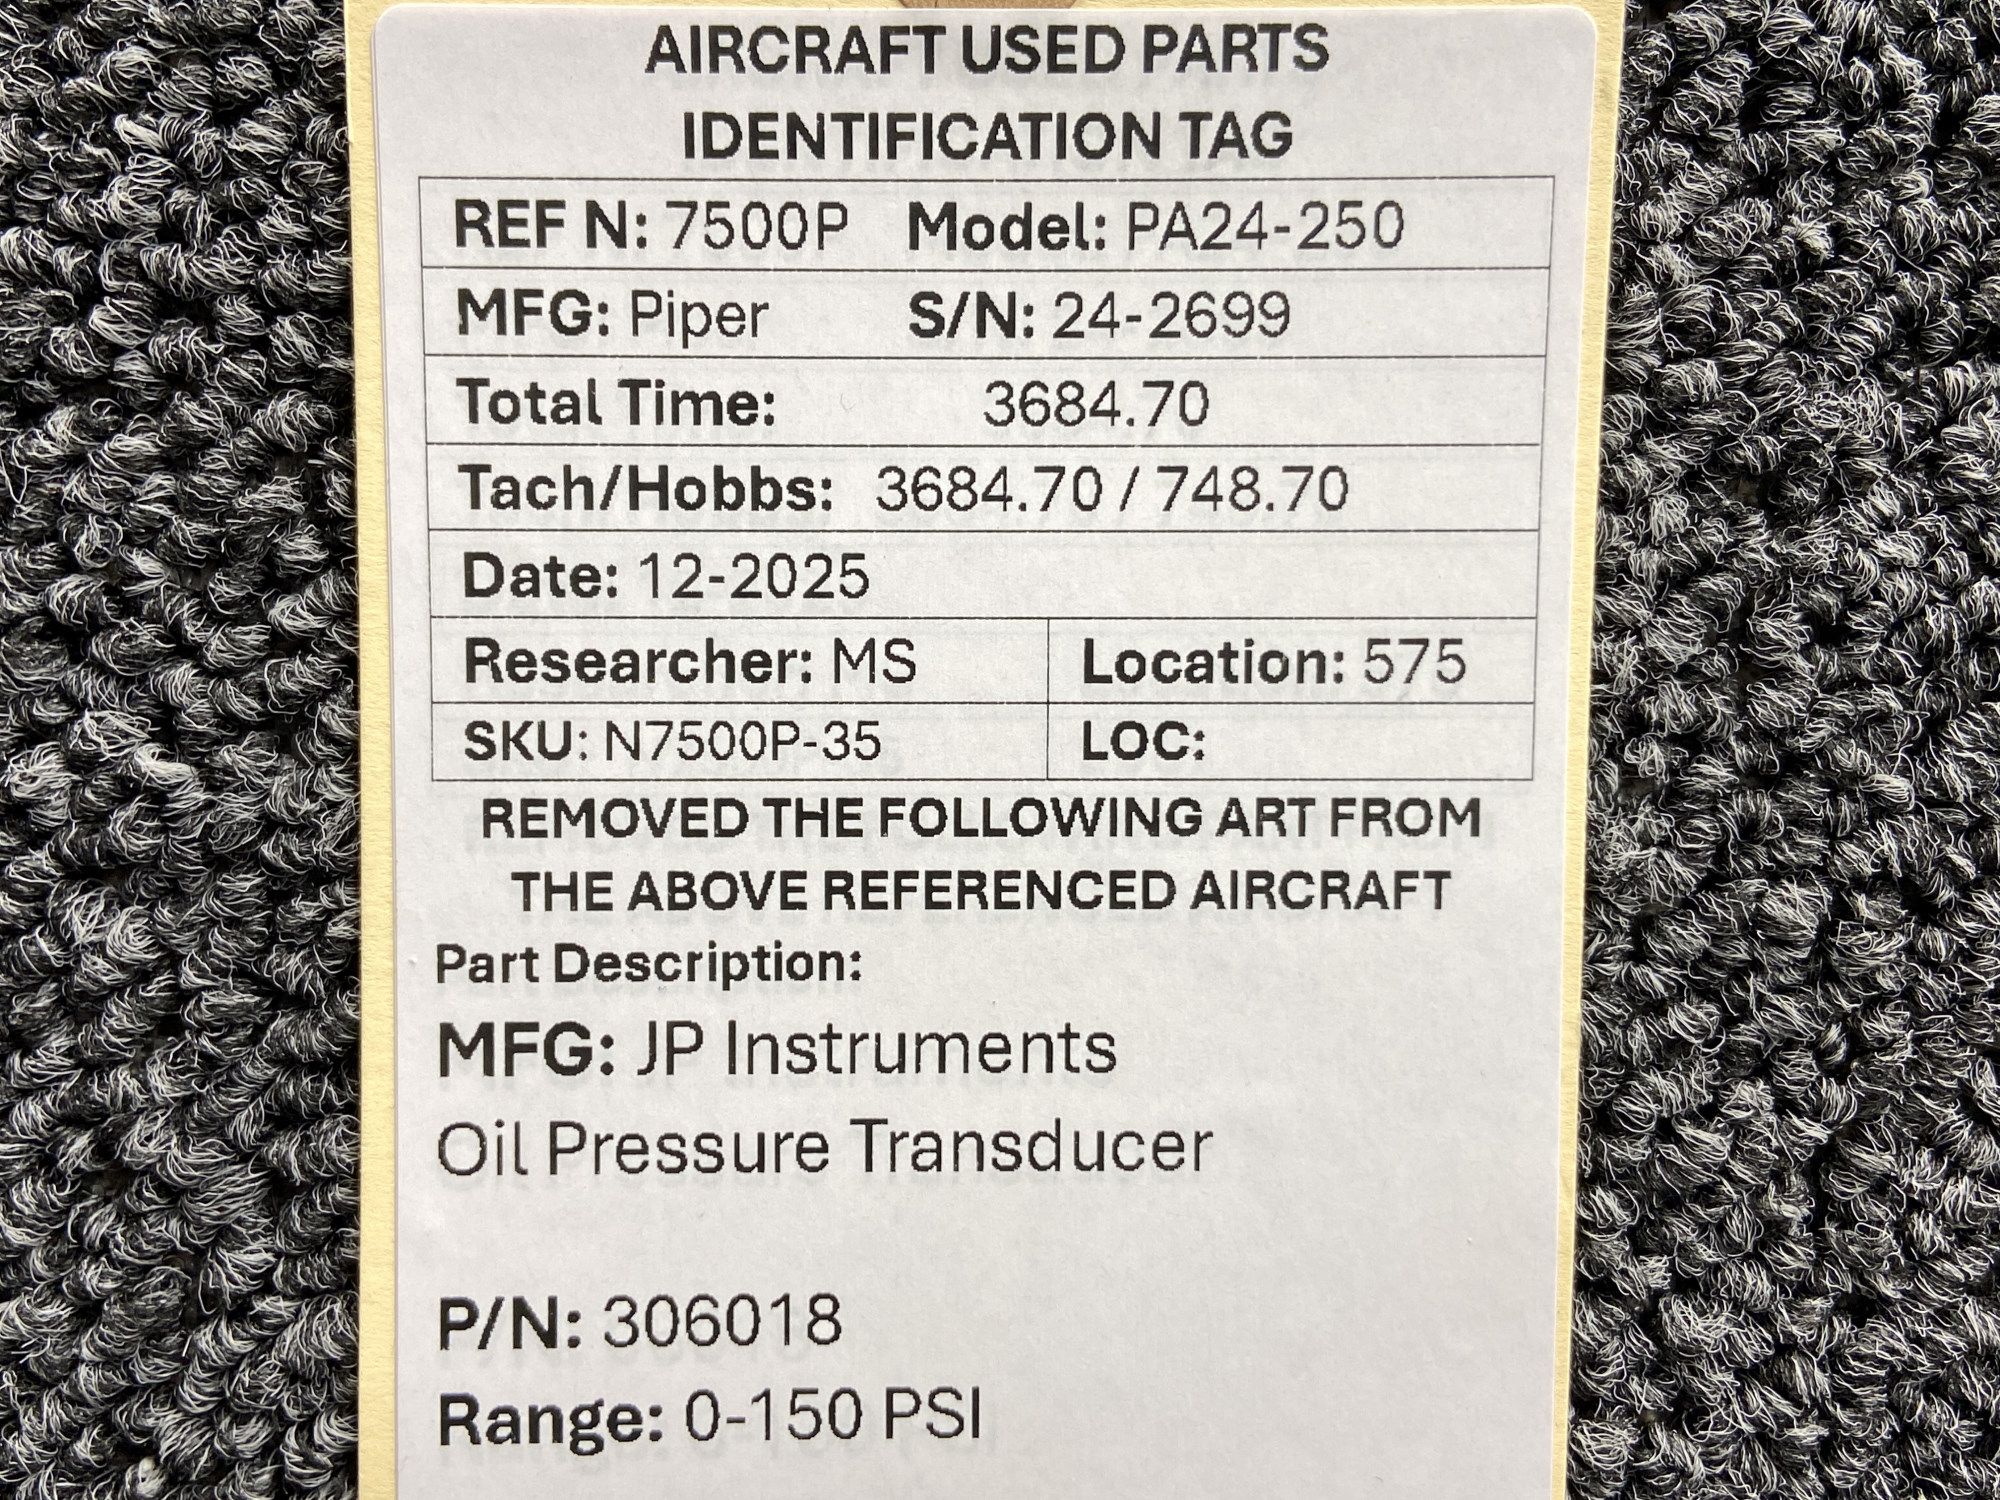 AIRCRAFT USED PARTS
IDENTIFICATION TAG
REF N: 7500P Model: PA24-250
MFG: Piper S/N: 24-2699
Total Time: 3684.70
Tach/Hobbs: 3684.70 / 748.70
Date: 12-2025
Researcher: MS Location: 575
SKU: N7500P-35 LOC:
REMOVED THE FOLLOWING ART FROM
THE ABOVE REFERENCED AIRCRAFT
Part Description:
MFG: JP Instruments
Oil Pressure Transducer
P/N: 306018
Range: 0-150 PSI